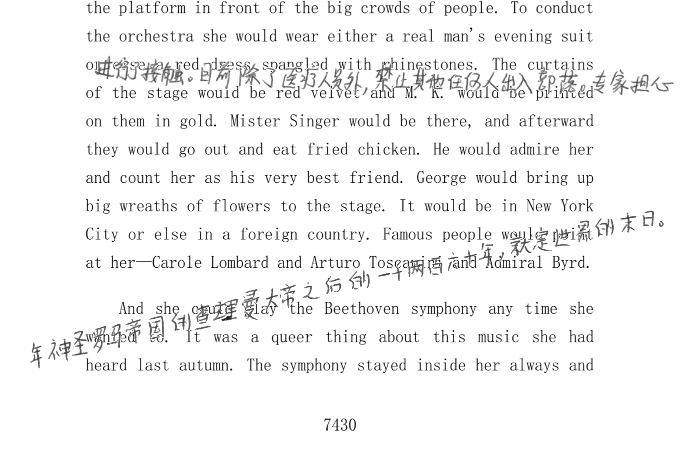 the platform in front of the big crowds of people. To conduct
the orchestra she would wear either a real man's evening suit
or else a red dress spangled with rhinestones. The curtains
进行接触。目前除了医疗人员外，禁止其他任何人出入部落。专家担心
of the stage would be red velvet and M. K. would be printed
on them in gold. Mister Singer would be there, and afterward
they would go out and eat fried chicken. He would admire her
and count her as his very best friend. George would bring up
big wreaths of flowers to the stage. It would be in New York
City or else in a foreign country. Famous people would point
at her—Carole Lombard and Arturo Toscanini and Admiral Byrd.
年神圣罗马帝国的查理曼大帝之后的一千两百六十年，就是世界的末日。
And she could play the Beethoven symphony any time she
wanted to. It was a queer thing about this music she had
heard last autumn. The symphony stayed inside her always and
7430